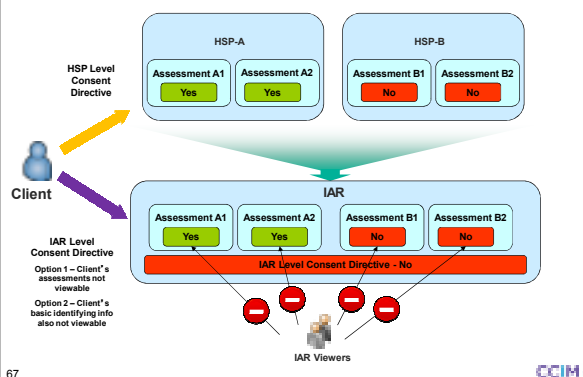 HSP-A
HSP-B
HSP Level
Consent
Directive
Assessment A1
Yes
Assessment A2
Yes
Assessment B1
No
Assessment B2
No
Client
IAR
Assessment A1
Yes
Assessment A2
Yes
Assessment B1
No
Assessment B2
No
IAR Level Consent Directive - No
IAR Level
Consent Directive
Option 1 – Client's
assessments not
viewable
Option 2 – Client's
basic identifying info
also not viewable
IAR Viewers
67
CCIM